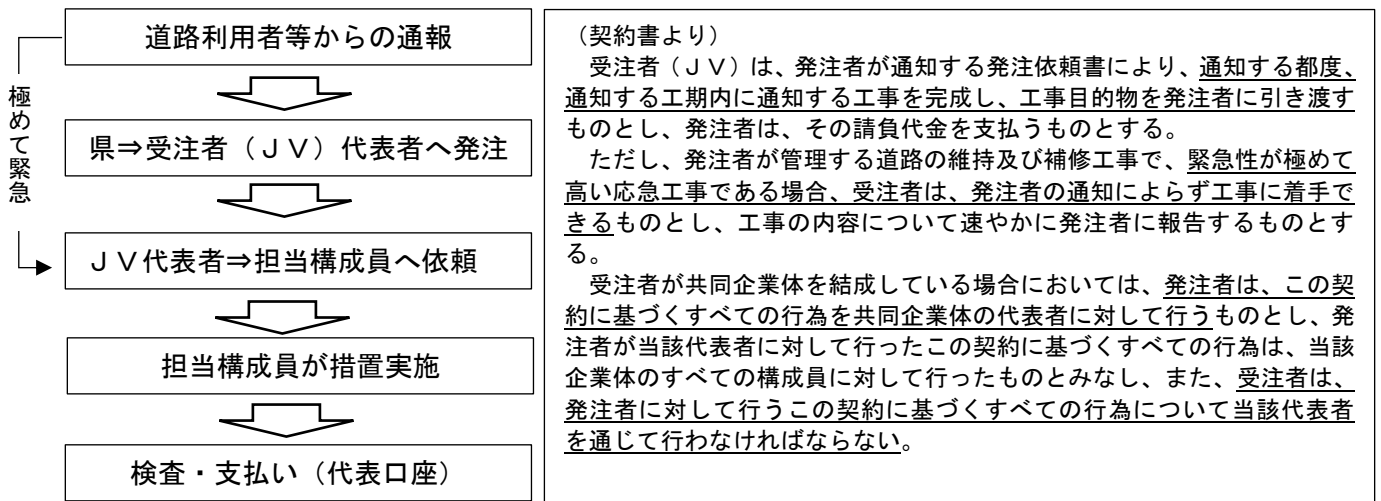 道路利用者等からの通報
極めて緊急
県⇒受注者（ＪＶ）代表者へ発注
ＪＶ代表者⇒担当構成員へ依頼
担当構成員が措置実施
検査・支払い（代表口座）
（契約書より）
受注者（ＪＶ）は、発注者が通知する発注依頼書により、通知する都度、
通知する工期内に通知する工事を完成し、工事目的物を発注者に引き渡す
ものとし、発注者は、その請負代金を支払うものとする。
ただし、発注者が管理する道路の維持及び補修工事で、緊急性が極めて
高い応急工事である場合、受注者は、発注者の通知によらず工事に着手で
きるものとし、工事の内容について速やかに発注者に報告するものとす
る。
受注者が共同企業体を結成している場合においては、発注者は、この契
約に基づくすべての行為を共同企業体の代表者に対して行うものとし、発
注者が当該代表者に対して行ったこの契約に基づくすべての行為は、当該
企業体のすべての構成員に対して行ったものとみなし、また、受注者は、
発注者に対して行うこの契約に基づくすべての行為について当該代表者
を通じて行わなければならない。